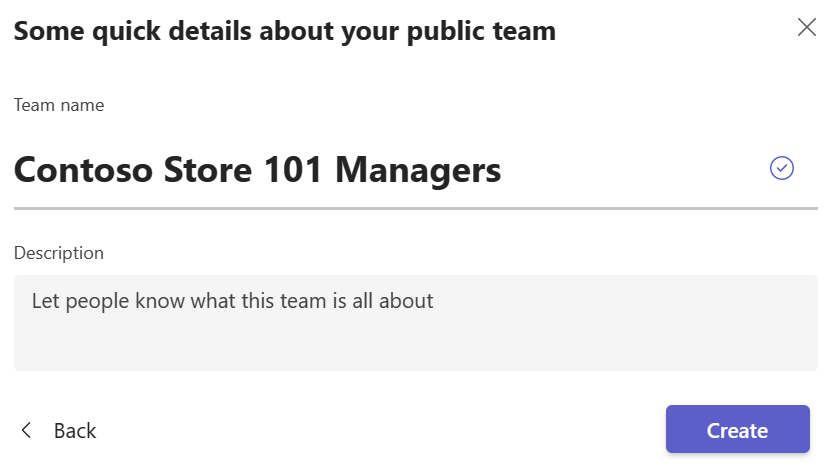 Some quick details about your public team
Team name
Contoso Store 101 Managers
Description
Let people know what this team is all about
Back
Create